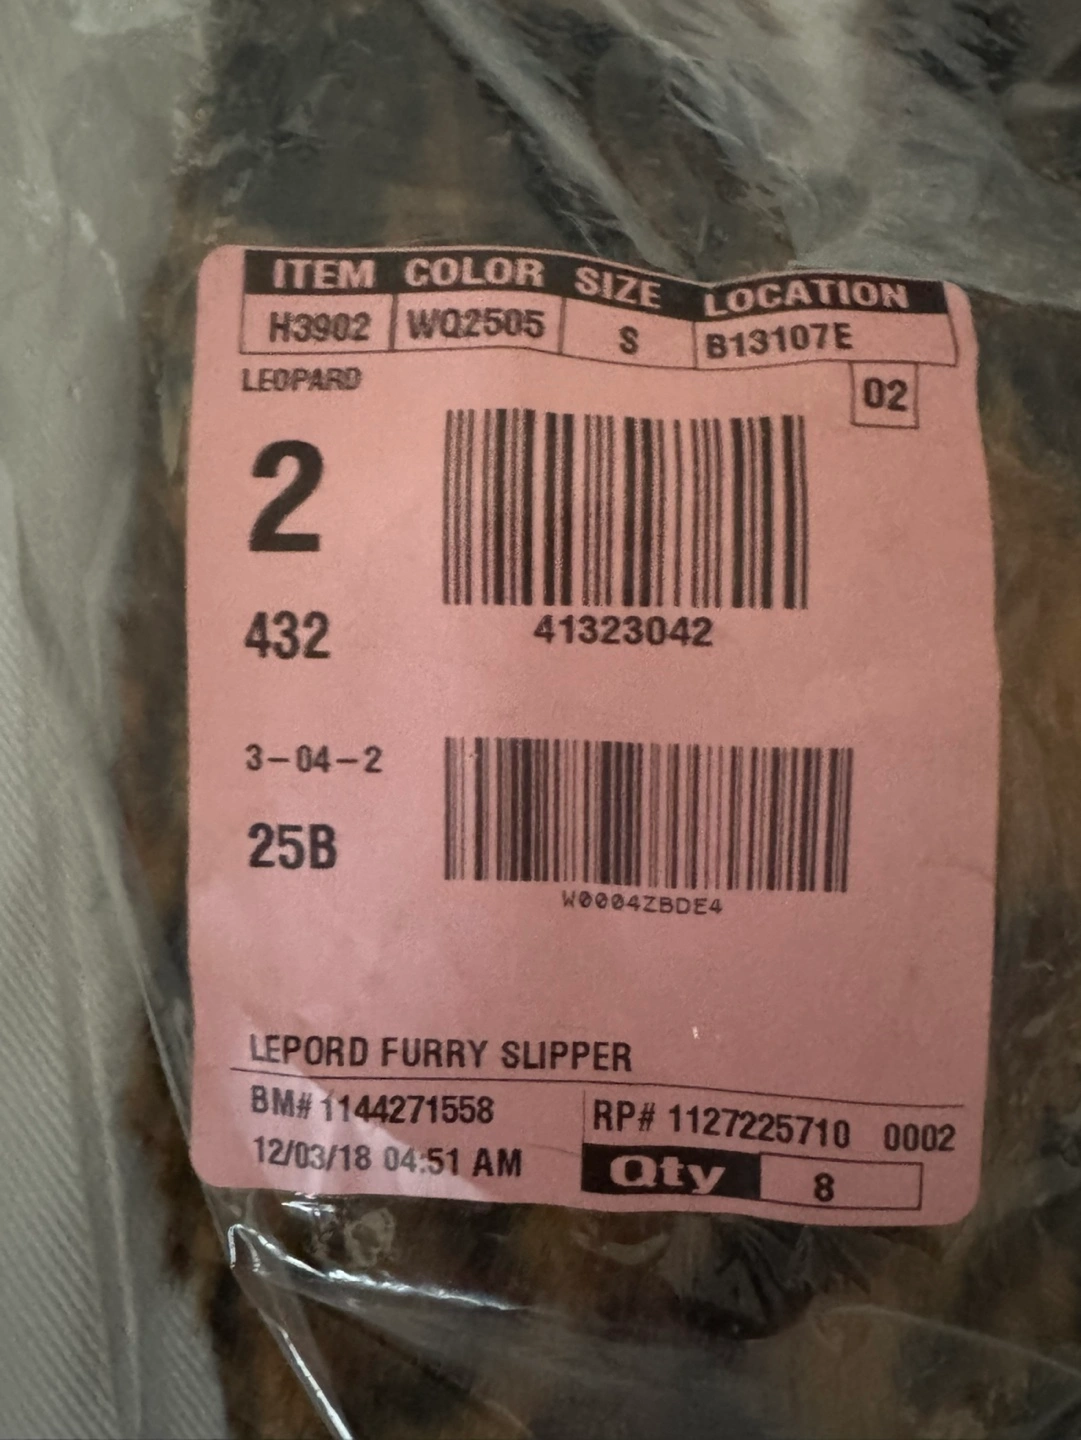 ITEM COLOR SIZE LOCATION
H3902 WQ2505 S B13107E
LEOPARD
02
2
432
41323042
3-04-2
25B
W0004ZBDE4
LEPORD FURRY SLIPPER
BM# 1144271558 RP# 1127225710 0002
12/03/18 04:51 AM Qty 8